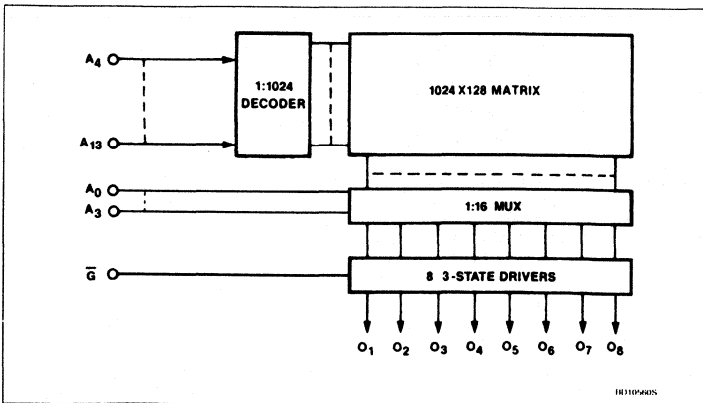 A4
1:1024
DECODER
1024 X 128 MATRIX
A13
A0
A3
1:16 MUX
G̅
8 3-STATE DRIVERS
O1 O2 O3 O4 O5 O6 O7 O8
BD10560S